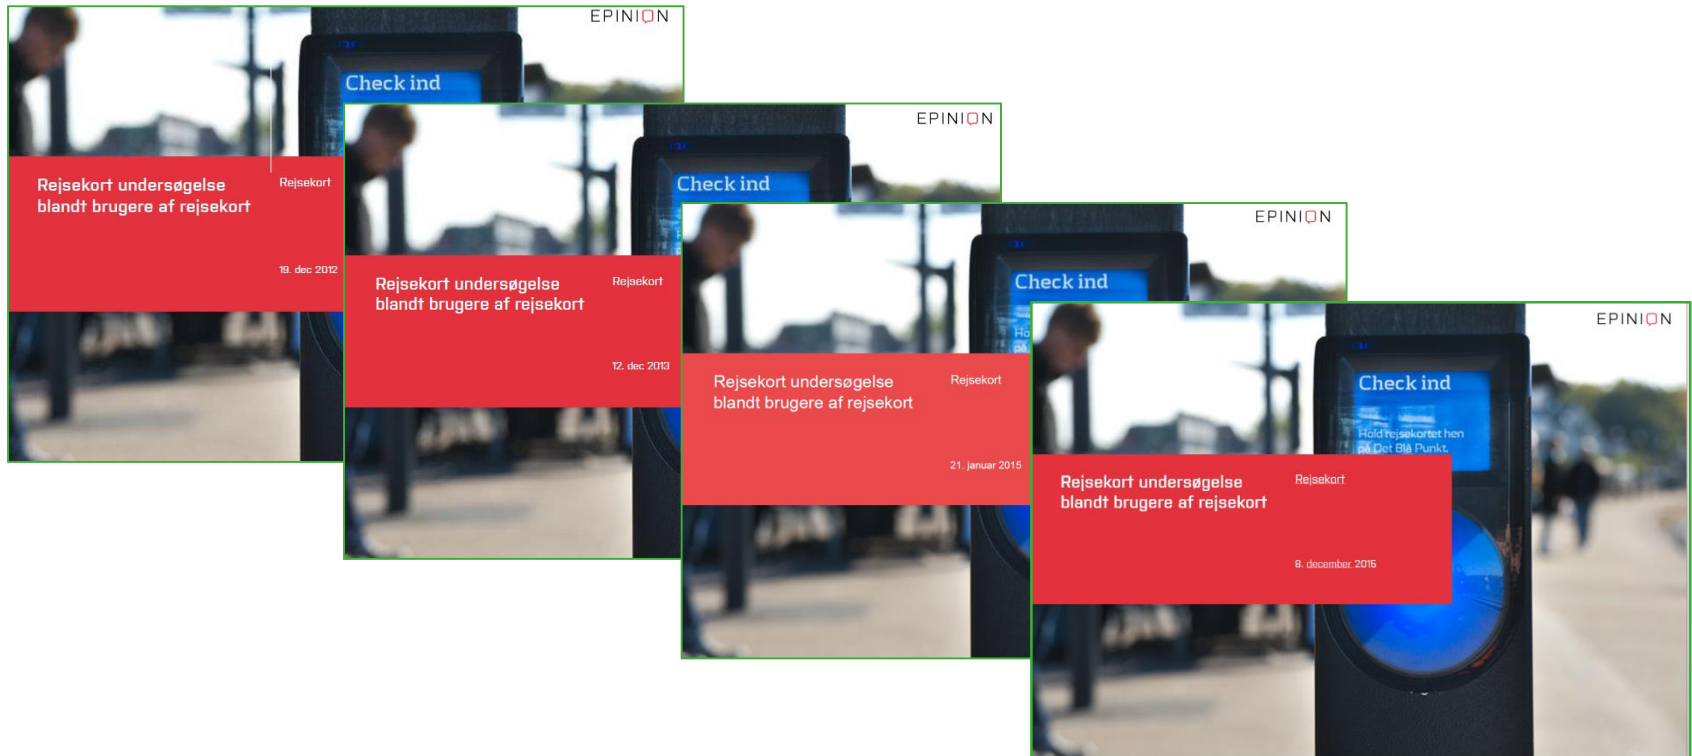 EPINION
Check ind
Rejsekort undersøgelse
blandt brugere af rejsekort
Rejsekort
19. dec 2012
EPINION
Check ind
Rejsekort undersøgelse
blandt brugere af rejsekort
Rejsekort
12. dec 2013
EPINION
Check ind
Ho
på
Rejsekort undersøgelse
blandt brugere af rejsekort
Rejsekort
21. januar 2015
EPINION
Check ind
Hold rejsekortet hen
på Det Blå Punkt.
Rejsekort undersøgelse
blandt brugere af rejsekort
Rejsekort
8. december 2015